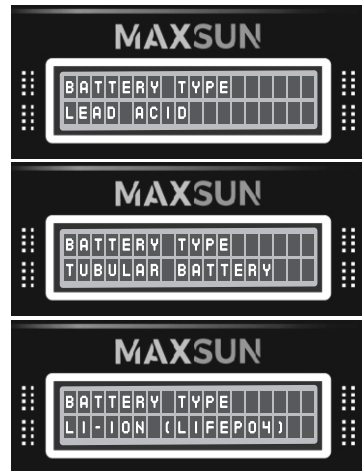 MAXSUN
BATTERY TYPE
LEAD ACID
MAXSUN
BATTERY TYPE
TUBULAR BATTERY
MAXSUN
BATTERY TYPE
LI-ION (LIFEPO4)